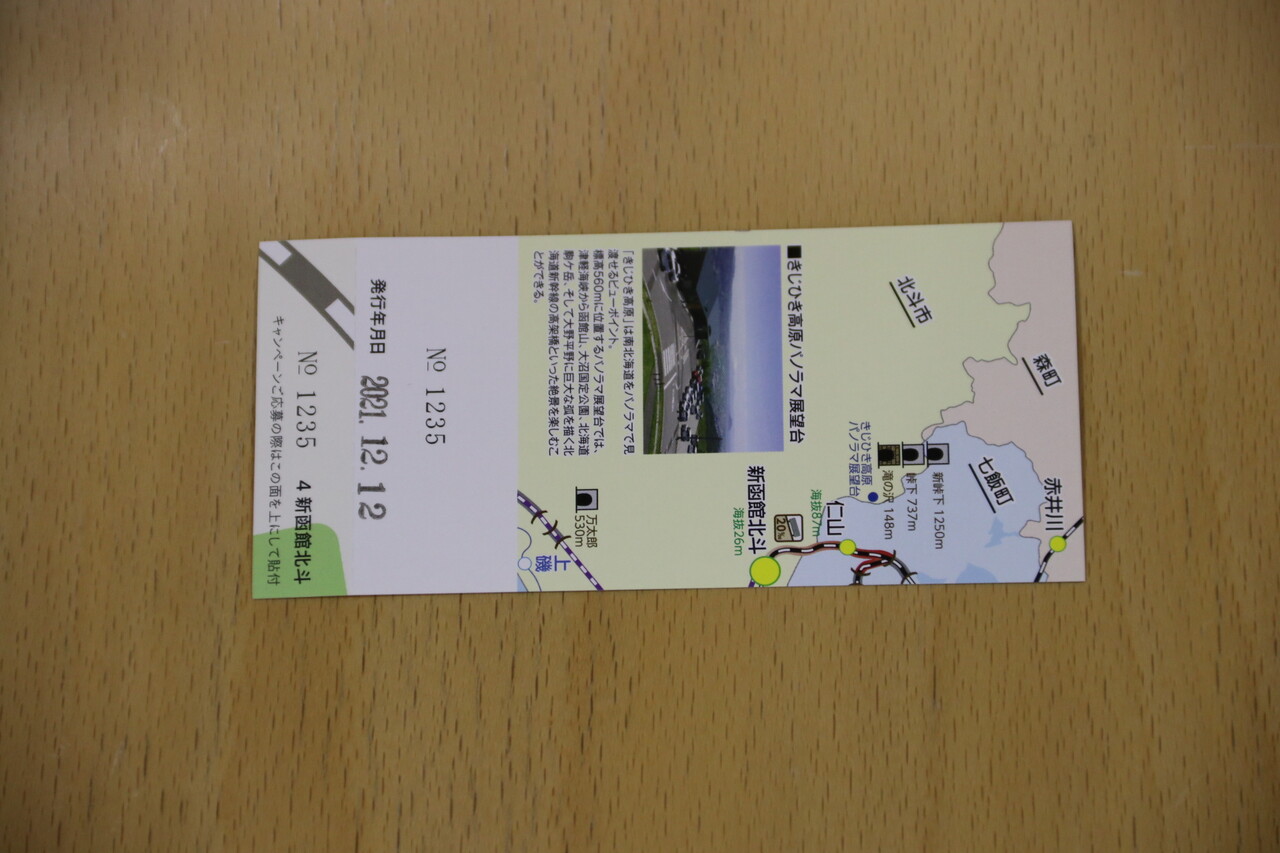 森町
赤井川
北斗市
七飯町
新峠下 1250m
峠下 737m
滝の沢 148m
きじひき高原
パノラマ展望台
仁山
海抜87m
20‰
新函館北斗
海抜26m
■きじひき高原パノラマ展望台
「きじひき高原」は南北海道をパノラマで見
渡せるビューポイント。
標高560mに位置するパノラマ展望台では、
津軽海峡から函館山、大沼国定公園、北海道
駒ケ岳、そして大野平野に巨大な弧を描く北
海道新幹線の高架橋といった絶景を楽しむこ
とができる。
万太郎
530m
上磯
No 1235
発行年月日 2021.12.12
No 1235 4 新函館北斗
キャンペーンご応募の際はこの面を上にして貼付